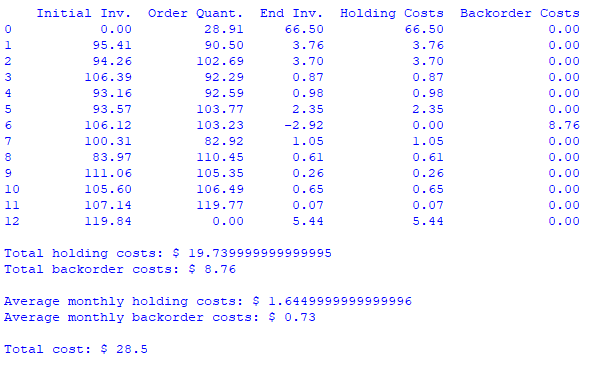 Initial Inv. Order Quant. End Inv. Holding Costs Backorder Costs
0 0.00 28.91 66.50 66.50 0.00
1 95.41 90.50 3.76 3.76 0.00
2 94.26 102.69 3.70 3.70 0.00
3 106.39 92.29 0.87 0.87 0.00
4 93.16 92.59 0.98 0.98 0.00
5 93.57 103.77 2.35 2.35 0.00
6 106.12 103.23 -2.92 0.00 8.76
7 100.31 82.92 1.05 1.05 0.00
8 83.97 110.45 0.61 0.61 0.00
9 111.06 105.35 0.26 0.26 0.00
10 105.60 106.49 0.65 0.65 0.00
11 107.14 119.77 0.07 0.07 0.00
12 119.84 0.00 5.44 5.44 0.00
Total holding costs: $ 19.739999999999995
Total backorder costs: $ 8.76
Average monthly holding costs: $ 1.6449999999999996
Average monthly backorder costs: $ 0.73
Total cost: $ 28.5